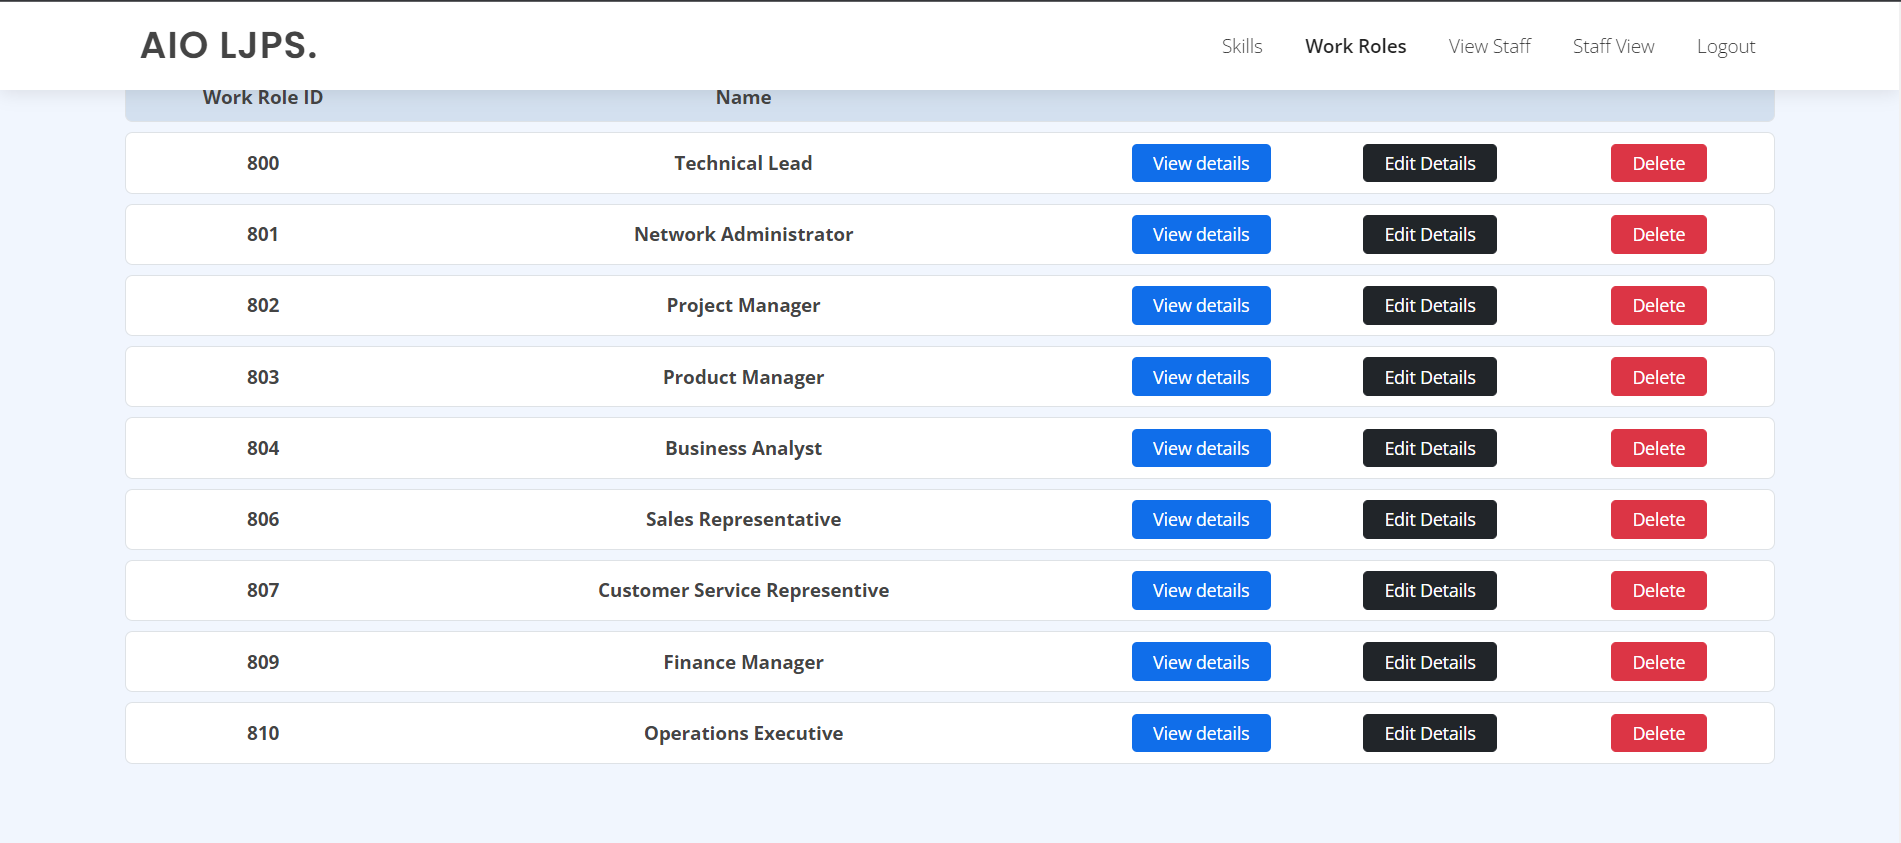 AIO LJPS. Skills Work Roles View Staff Staff View Logout
Work Role ID Name
800 Technical Lead View details Edit Details Delete
801 Network Administrator View details Edit Details Delete
802 Project Manager View details Edit Details Delete
803 Product Manager View details Edit Details Delete
804 Business Analyst View details Edit Details Delete
806 Sales Representative View details Edit Details Delete
807 Customer Service Representive View details Edit Details Delete
809 Finance Manager View details Edit Details Delete
810 Operations Executive View details Edit Details Delete